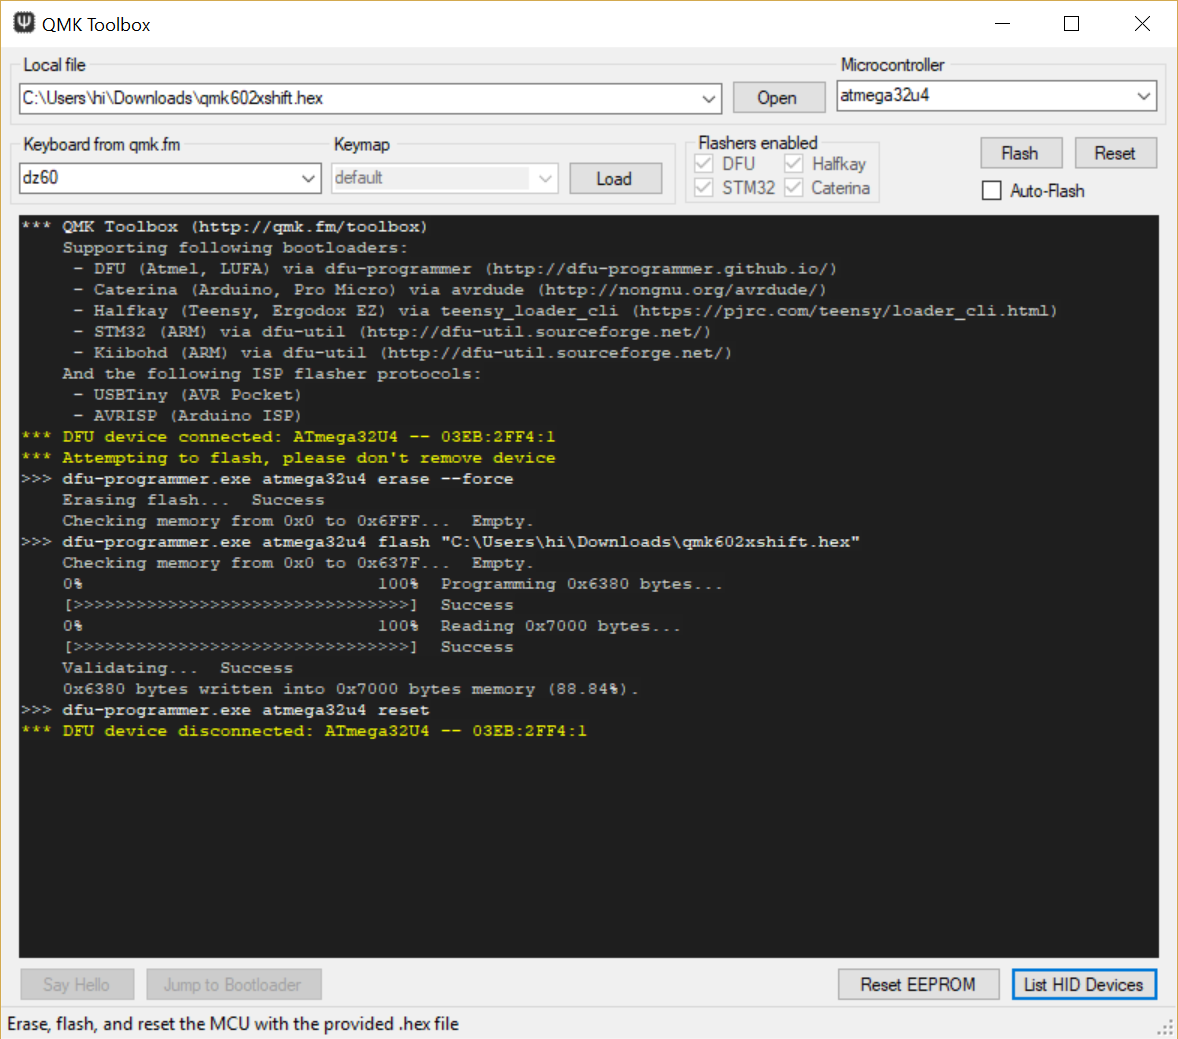 QMK Toolbox
Local file
Microcontroller
C:\Users\hi\Downloads\qmk602xshift.hex
Open
atmega32u4
Keyboard from qmk.fm
Keymap
Flashers enabled
dz60
default
Load
DFU
Halfkay
STM32
Caterina
Flash
Reset
Auto-Flash
*** QMK Toolbox (http://qmk.fm/toolbox)
Supporting following bootloaders:
- DFU (Atmel, LUFA) via dfu-programmer (http://dfu-programmer.github.io/)
- Caterina (Arduino, Pro Micro) via avrdude (http://nongnu.org/avrdude/)
- Halfkay (Teensy, Ergodox EZ) via teensy_loader_cli (https://pjrc.com/teensy/loader_cli.html)
- STM32 (ARM) via dfu-util (http://dfu-util.sourceforge.net/)
- Kiibohd (ARM) via dfu-util (http://dfu-util.sourceforge.net/)
And the following ISP flasher protocols:
- USBTiny (AVR Pocket)
- AVRISP (Arduino ISP)
*** DFU device connected: ATmega32U4 -- 03EB:2FF4:1
*** Attempting to flash, please don't remove device
>>> dfu-programmer.exe atmega32u4 erase --force
Erasing flash...  Success
Checking memory from 0x0 to 0x6FFF...  Empty.
>>> dfu-programmer.exe atmega32u4 flash "C:\Users\hi\Downloads\qmk602xshift.hex"
Checking memory from 0x0 to 0x637F...  Empty.
0%                            100%  Programming 0x6380 bytes...
[>>>>>>>>>>>>>>>>>>>>>>>>>>>>>>>>]  Success
0%                            100%  Reading 0x7000 bytes...
[>>>>>>>>>>>>>>>>>>>>>>>>>>>>>>>>]  Success
Validating...  Success
0x6380 bytes written into 0x7000 bytes memory (88.84%).
>>> dfu-programmer.exe atmega32u4 reset
*** DFU device disconnected: ATmega32U4 -- 03EB:2FF4:1
Say Hello
Jump to Bootloader
Reset EEPROM
List HID Devices
Erase, flash, and reset the MCU with the provided .hex file